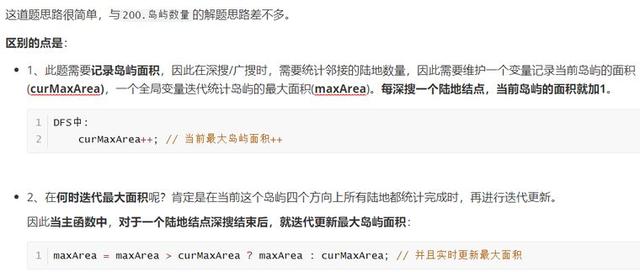 这道题思路很简单，与200.岛屿数量 的解题思路差不多。
区别的点是：
1、此题需要记录岛屿面积，因此在深搜/广搜时，需要统计邻接的陆地数量，因此需要维护一个变量记录当前岛屿的面积
(curMaxArea)，一个全局变量迭代统计岛屿的最大面积(maxArea)。每深搜一个陆地结点，当前岛屿的面积就加1。
1 DFS中：
2 curMaxArea++; // 当前最大岛屿面积++
2、在何时迭代最大面积呢？肯定是在当前这个岛屿四个方向上所有陆地都统计完成时，再进行迭代更新。
因此当主函数中，对于一个陆地结点深搜结束后，就迭代更新最大岛屿面积：
1 maxArea = maxArea > curMaxArea ? maxArea : curMaxArea; // 并且实时更新最大面积